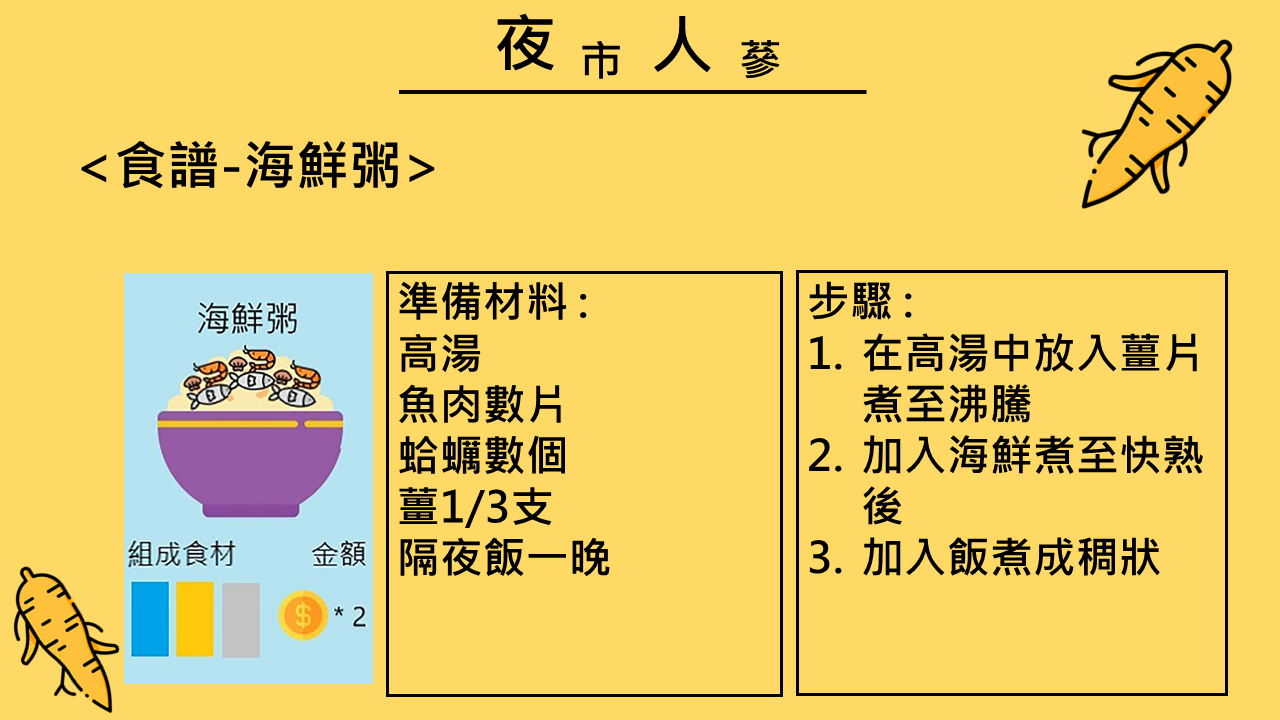 夜市人蔘
<食譜-海鮮粥>
海鮮粥
組成食材 金額
$ * 2
準備材料:
高湯
魚肉數片
蛤蠣數個
薑1/3支
隔夜飯一晚
步驟:
1. 在高湯中放入薑片
煮至沸騰
2. 加入海鮮煮至快熟
後
3. 加入飯煮成稠狀